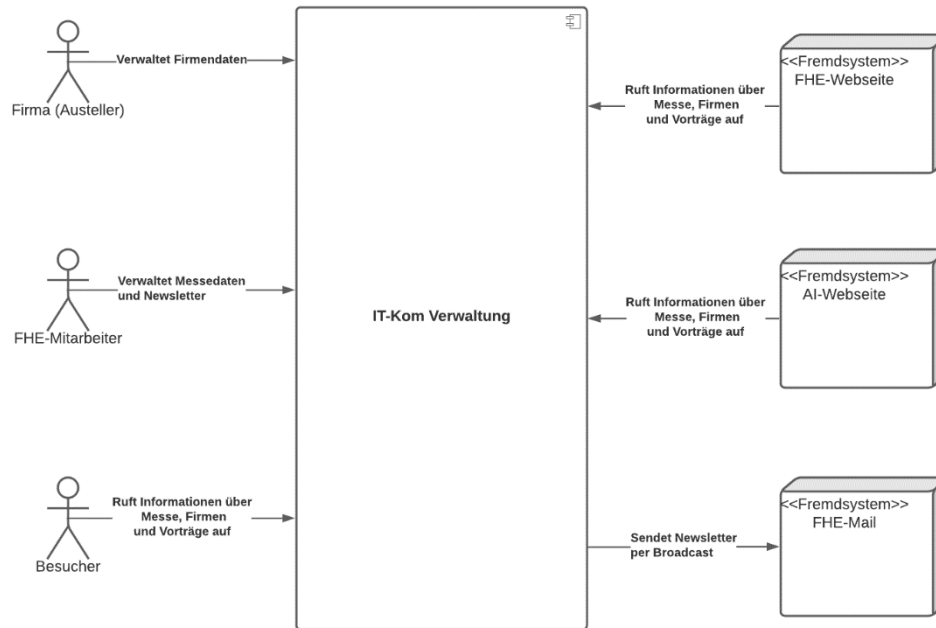 Verwaltet Firmendaten
Firma (Austeller)
<<Fremdsystem>>
FHE-Webseite
Ruft Informationen über
Messe, Firmen
und Vorträge auf
Verwaltet Messedaten
und Newsletter
FHE-Mitarbeiter
IT-Kom Verwaltung
<<Fremdsystem>>
AI-Webseite
Ruft Informationen über
Messe, Firmen
und Vorträge auf
Ruft Informationen über
Messe, Firmen
und Vorträge auf
Besucher
<<Fremdsystem>>
FHE-Mail
Sendet Newsletter
per Broadcast